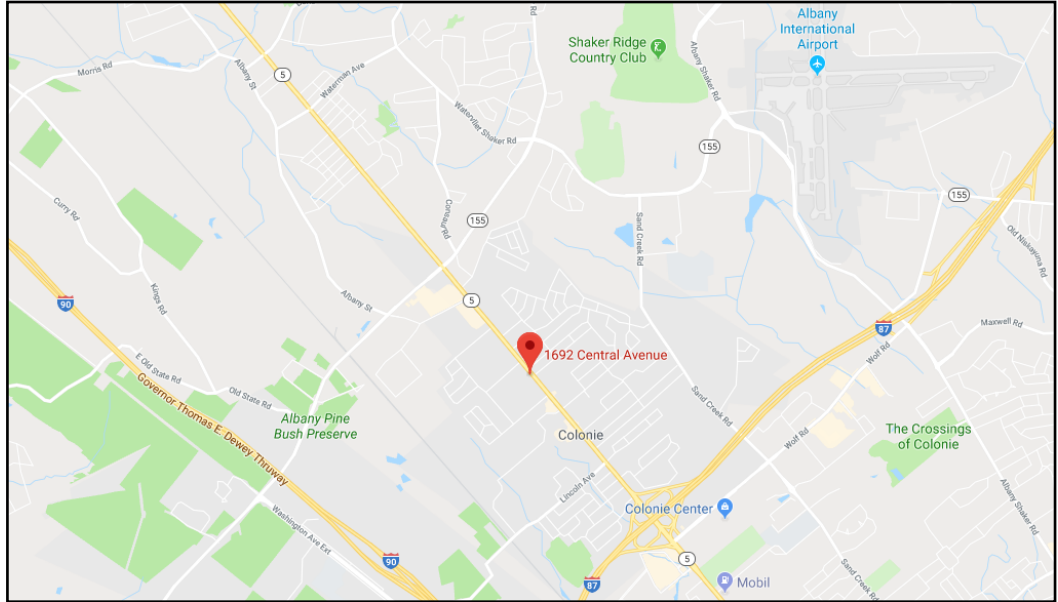 Albany
International
Airport
Shaker Ridge
Country Club
Rd
Albany Shaker Rd
Morris Rd
Albany St
5
Waterman Ave
Watervliet Shaker Rd
155
155
Curry Rd
Consaul Rd
155
Sand Creek Rd
Old Niskayuna Rd
Kings Rd
Albany St
5
90
87
Maxwell Rd
1692 Central Avenue
Wolf Rd
E Old State Rd
Old State Rd
Governor Thomas E. Dewey Thruway
Albany Pine
Bush Preserve
Sand Creek Rd
Colonie
Wolf Rd
The Crossings
of Colonie
Lincoln Ave
Albany Shaker Rd
Colonie Center
Washington Ave Ext
90
5
87
Mobil
Sand Creek Rd